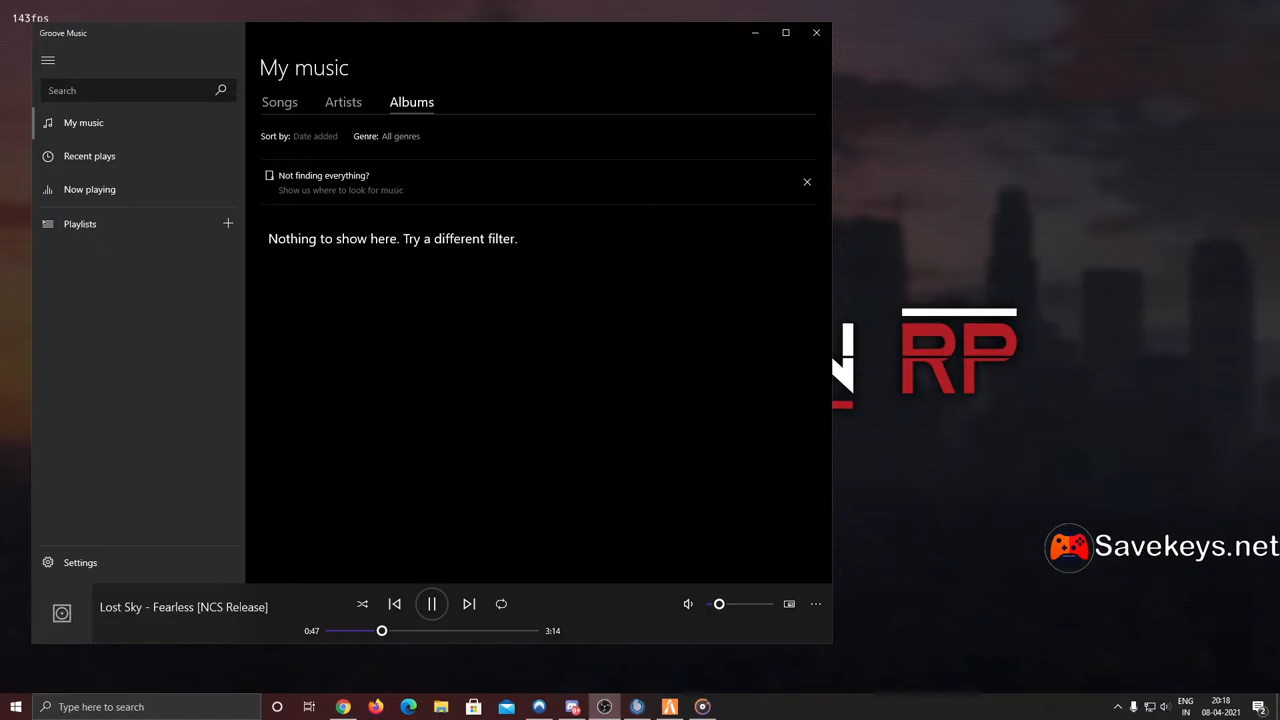 143fps
Groove Music
Search
My music
Recent plays
Now playing
Playlists
Settings
My music
Songs Artists Albums
Sort by: Date added Genre: All genres
Not finding everything?
Show us where to look for music
Nothing to show here. Try a different filter.
N RP
Savekeys.net
Lost Sky - Fearless [NCS Release]
0:47 3:14
Type here to search
ENG
IN
20:18
08-04-2021